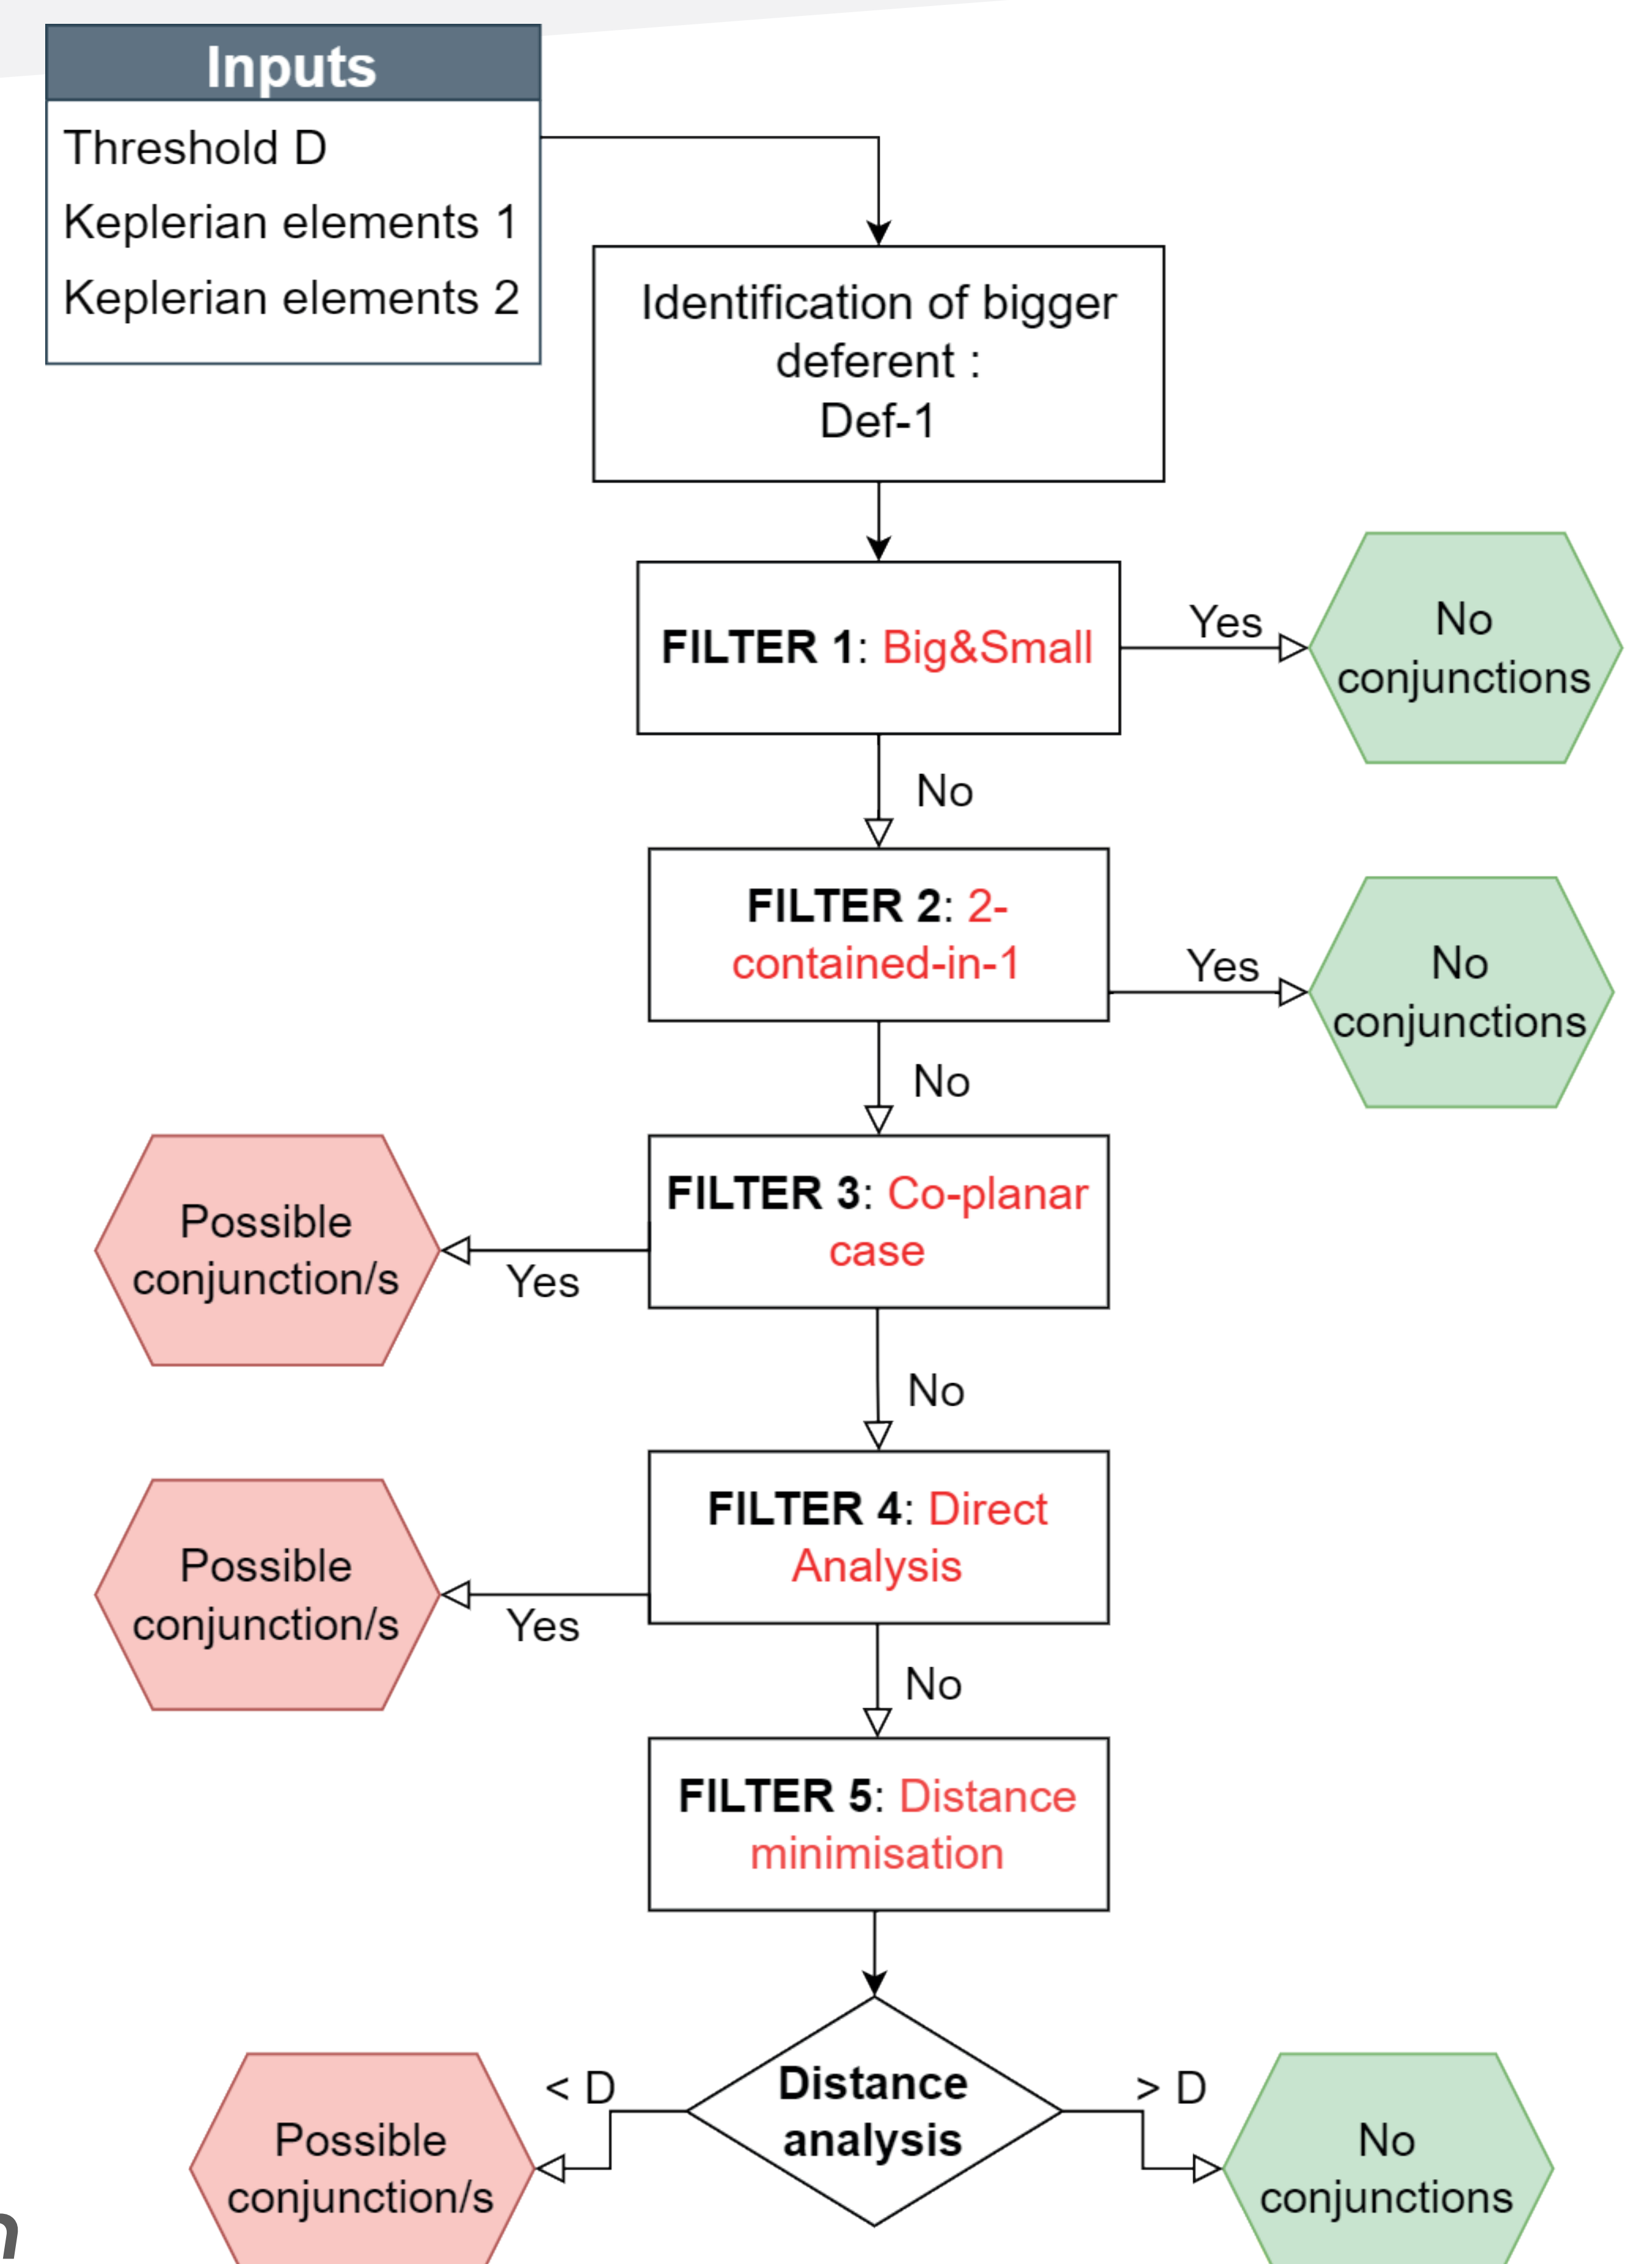 Inputs
Threshold D
Keplerian elements 1
Keplerian elements 2
Identification of bigger
deferent :
Def-1
FILTER 1: Big&Small
Yes
No
conjunctions
No
FILTER 2: 2-
contained-in-1
Yes
No
conjunctions
No
FILTER 3: Co-planar
case
Yes
Possible
conjunction/s
No
FILTER 4: Direct
Analysis
Yes
Possible
conjunction/s
No
FILTER 5: Distance
minimisation
Distance
analysis
< D
Possible
conjunction/s
> D
No
conjunctions